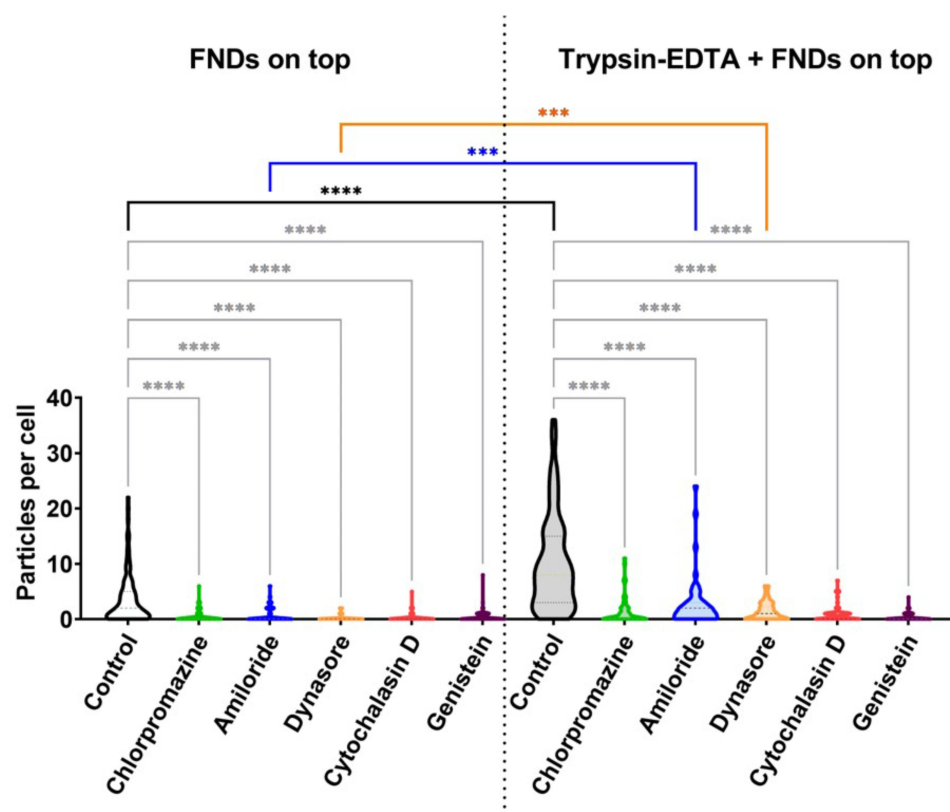 FNDs on top
Trypsin-EDTA + FNDs on top
***
***
****
**** ****
**** ****
**** ****
**** ****
**** ****
Particles per cell
40
30
20
10
0
Control
Chlorpromazine
Amiloride
Dynasore
Cytochalasin D
Genistein
Control
Chlorpromazine
Amiloride
Dynasore
Cytochalasin D
Genistein